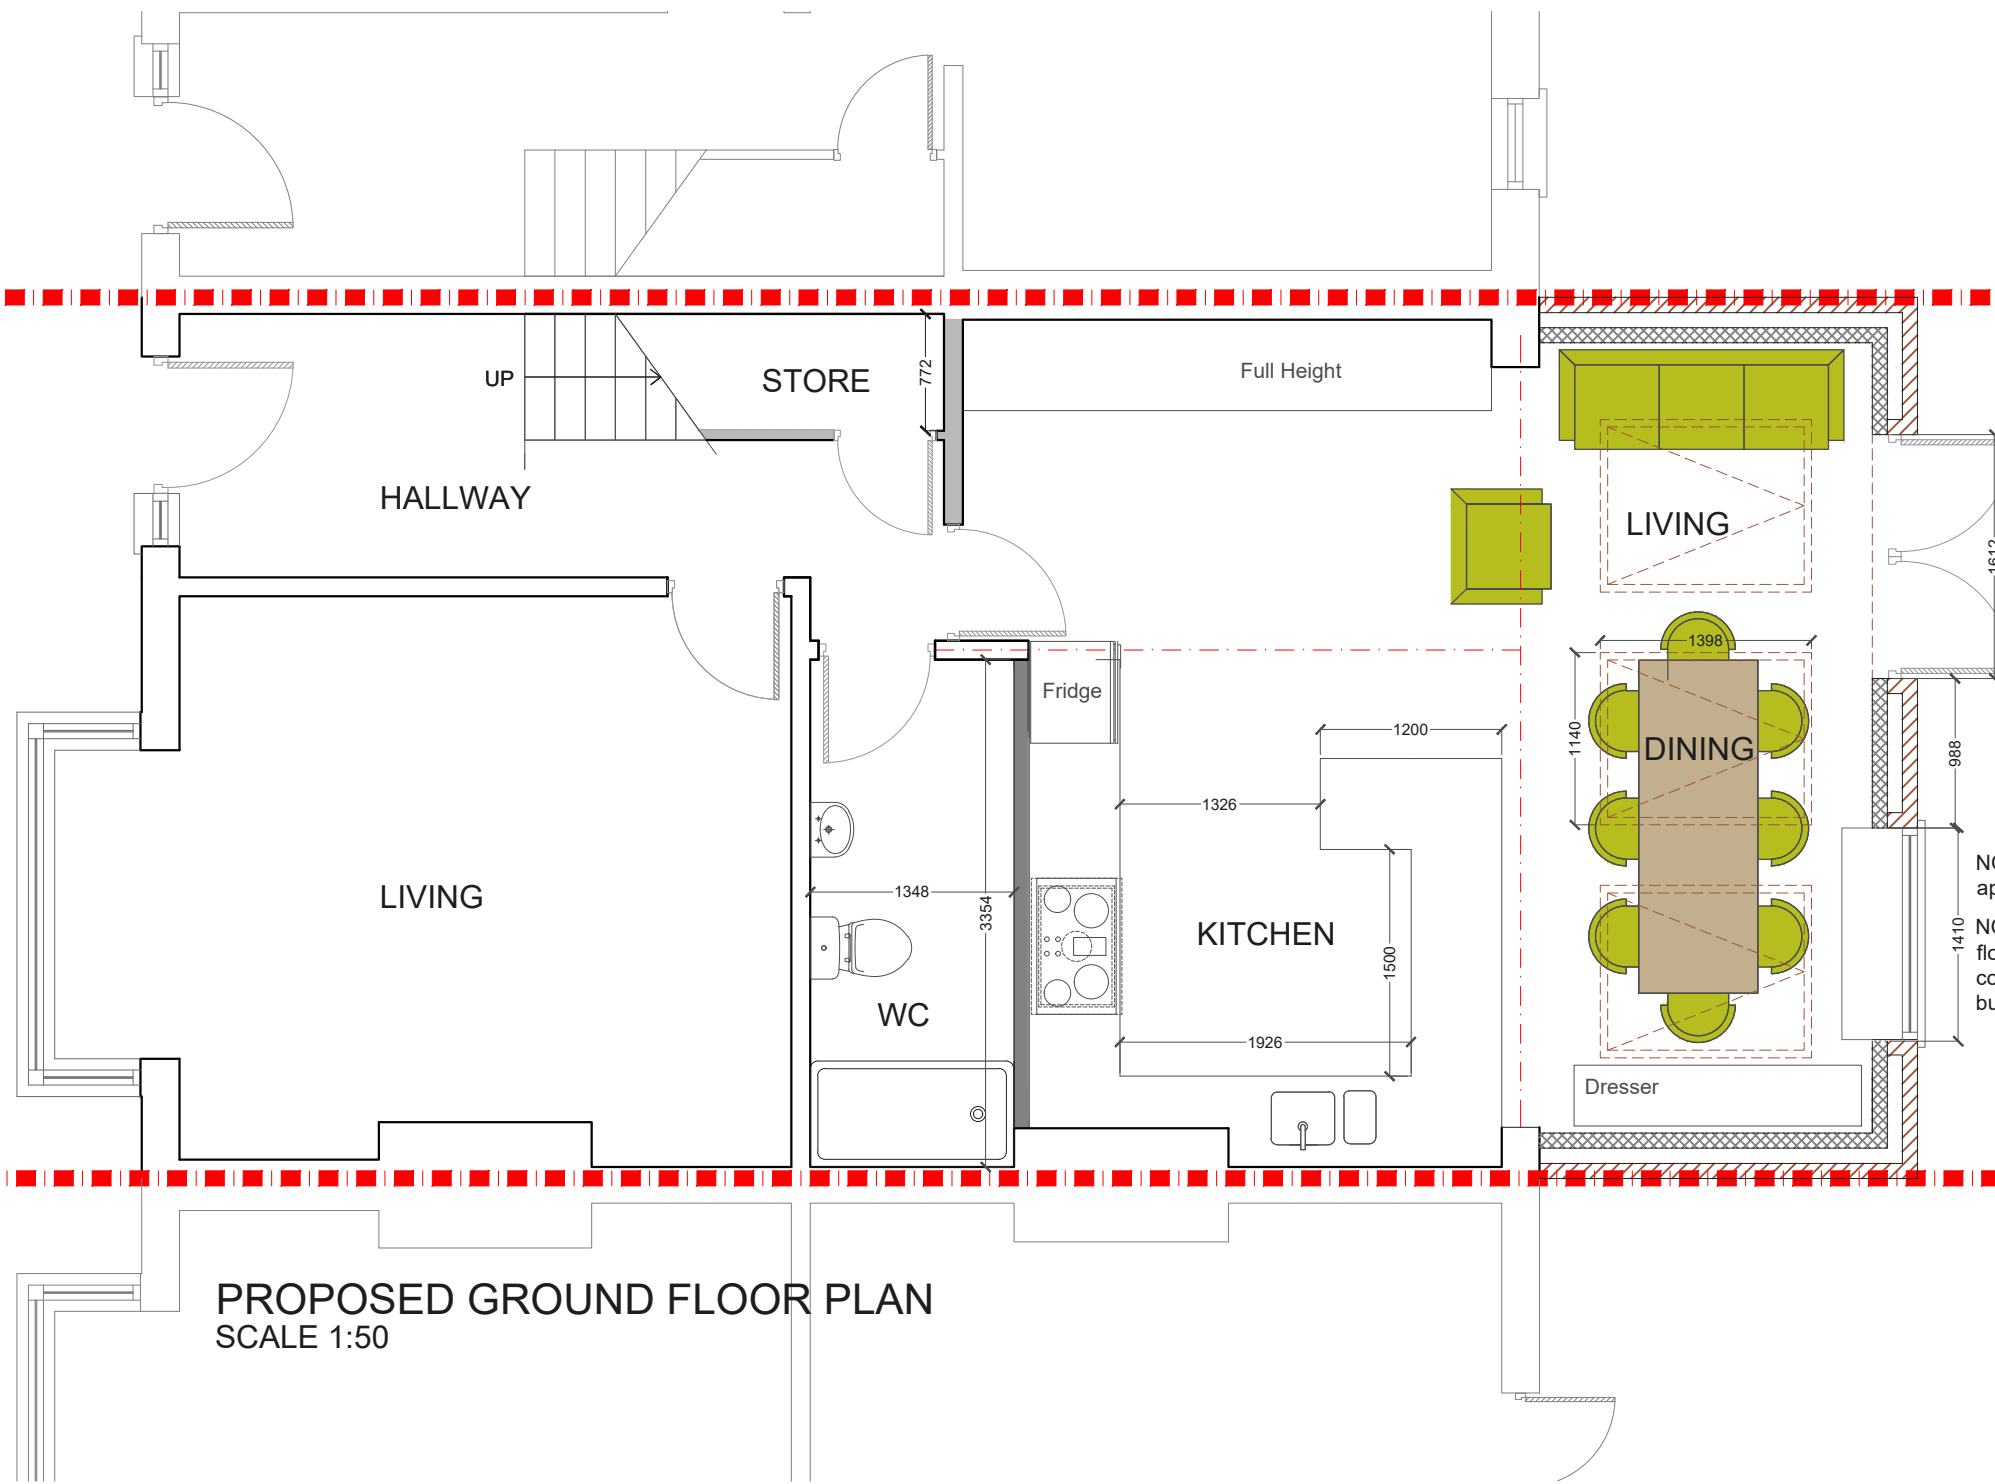 Full Height
UP
STORE
772
HALLWAY
LIVING
1612
1398
Fridge
1200
1140
DINING
988
1326
LIVING
1348
3354
KITCHEN
1500
1410
WC
1926
Dresser
PROPOSED GROUND FLOOR PLAN
SCALE 1:50